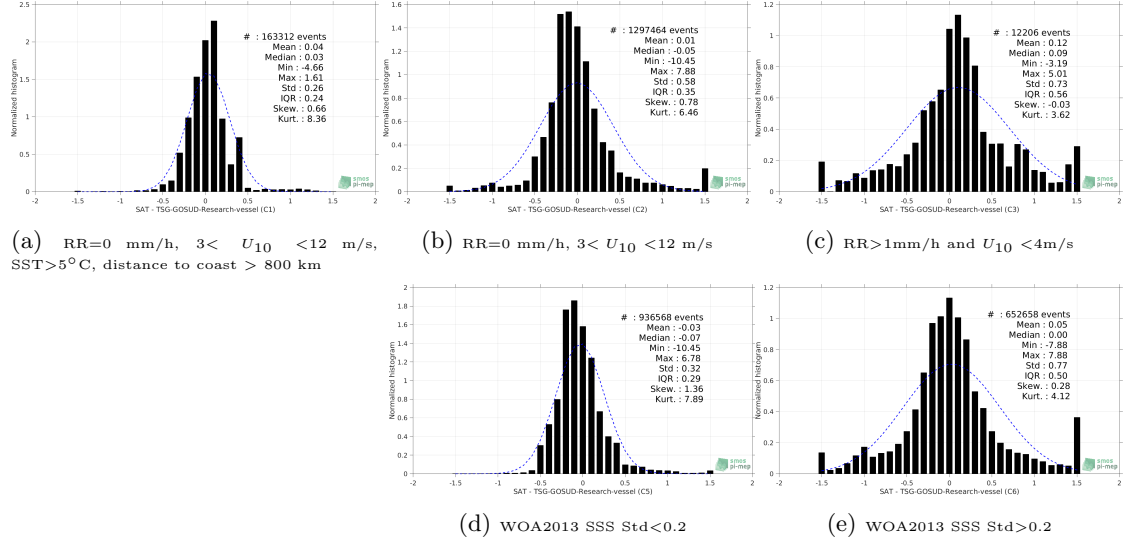 2.5
2
1.5
1
0.5
0
-2 -1.5 -1 -0.5 0 0.5 1 1.5 2
Normalized histogram
SAT - TSG-GOSUD-Research-vessel (C1)
# : 163312 events
Mean : 0.04
Median : 0.03
Min : -4.66
Max : 1.61
Std : 0.26
IQR : 0.24
Skew. : 0.66
Kurt. : 8.36
smos
pi-mep
(a) RR=0 mm/h, 3< U10 <12 m/s,
SST>5°C, distance to coast > 800 km
1.6
1.4
1.2
1
0.8
0.6
0.4
0.2
0
-2 -1.5 -1 -0.5 0 0.5 1 1.5 2
Normalized histogram
SAT - TSG-GOSUD-Research-vessel (C2)
# : 1297464 events
Mean : 0.01
Median : -0.05
Min : -10.45
Max : 7.88
Std : 0.58
IQR : 0.35
Skew. : 0.78
Kurt. : 6.46
smos
pi-mep
(b) RR=0 mm/h, 3< U10 <12 m/s
1.2
1
0.8
0.6
0.4
0.2
0
-2 -1.5 -1 -0.5 0 0.5 1 1.5 2
Normalized histogram
SAT - TSG-GOSUD-Research-vessel (C3)
# : 12206 events
Mean : 0.12
Median : 0.09
Min : -3.19
Max : 5.01
Std : 0.73
IQR : 0.56
Skew. : -0.03
Kurt. : 3.62
smos
pi-mep
(c) RR>1mm/h and U10 <4m/s
2
1.8
1.6
1.4
1.2
1
0.8
0.6
0.4
0.2
0
-2 -1.5 -1 -0.5 0 0.5 1 1.5 2
Normalized histogram
SAT - TSG-GOSUD-Research-vessel (C5)
# : 936568 events
Mean : -0.03
Median : -0.07
Min : -10.45
Max : 6.78
Std : 0.32
IQR : 0.29
Skew. : 1.36
Kurt. : 7.89
smos
pi-mep
(d) WOA2013 SSS Std<0.2
1.2
1
0.8
0.6
0.4
0.2
0
-2 -1.5 -1 -0.5 0 0.5 1 1.5 2
Normalized histogram
SAT - TSG-GOSUD-Research-vessel (C6)
# : 652658 events
Mean : 0.05
Median : 0.00
Min : -7.88
Max : 7.88
Std : 0.77
IQR : 0.50
Skew. : 0.28
Kurt. : 4.12
smos
pi-mep
(e) WOA2013 SSS Std>0.2